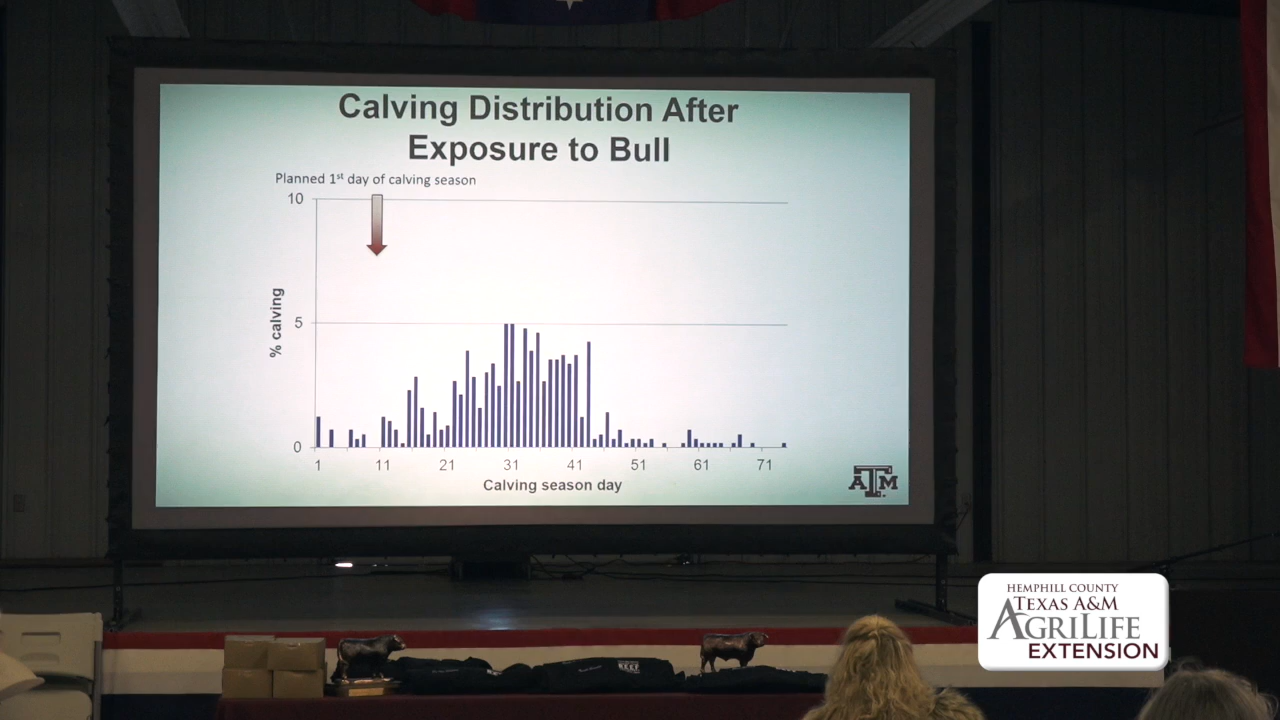 Calving Distribution After
Exposure to Bull
Planned 1st day of calving season
10
5
0
% calving
1 11 21 31 41 51 61 71
Calving season day
ATM
HEMPHILL COUNTY
TEXAS A&M
AGRILIFE
EXTENSION
BEEF